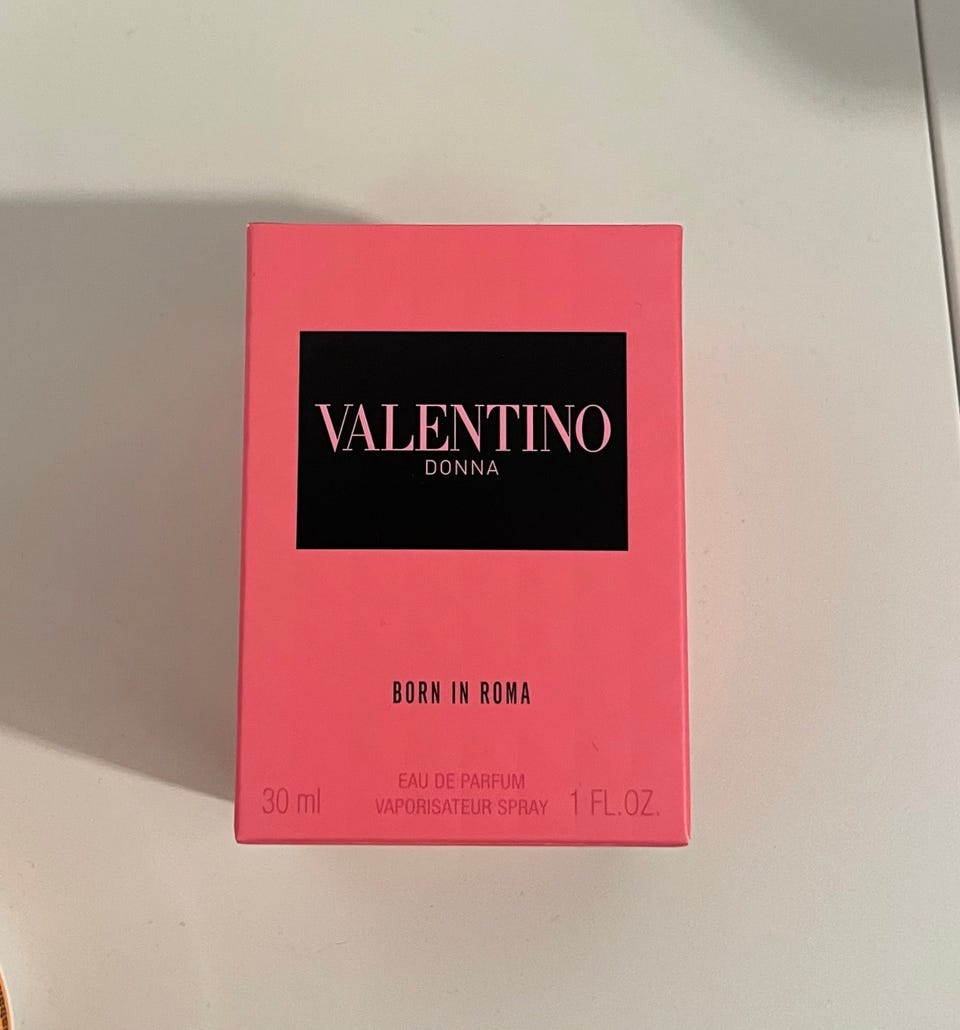 VALENTINO
DONNA
BORN IN ROMA
EAU DE PARFUM
30 ml VAPORISATEUR SPRAY 1 FL.OZ.